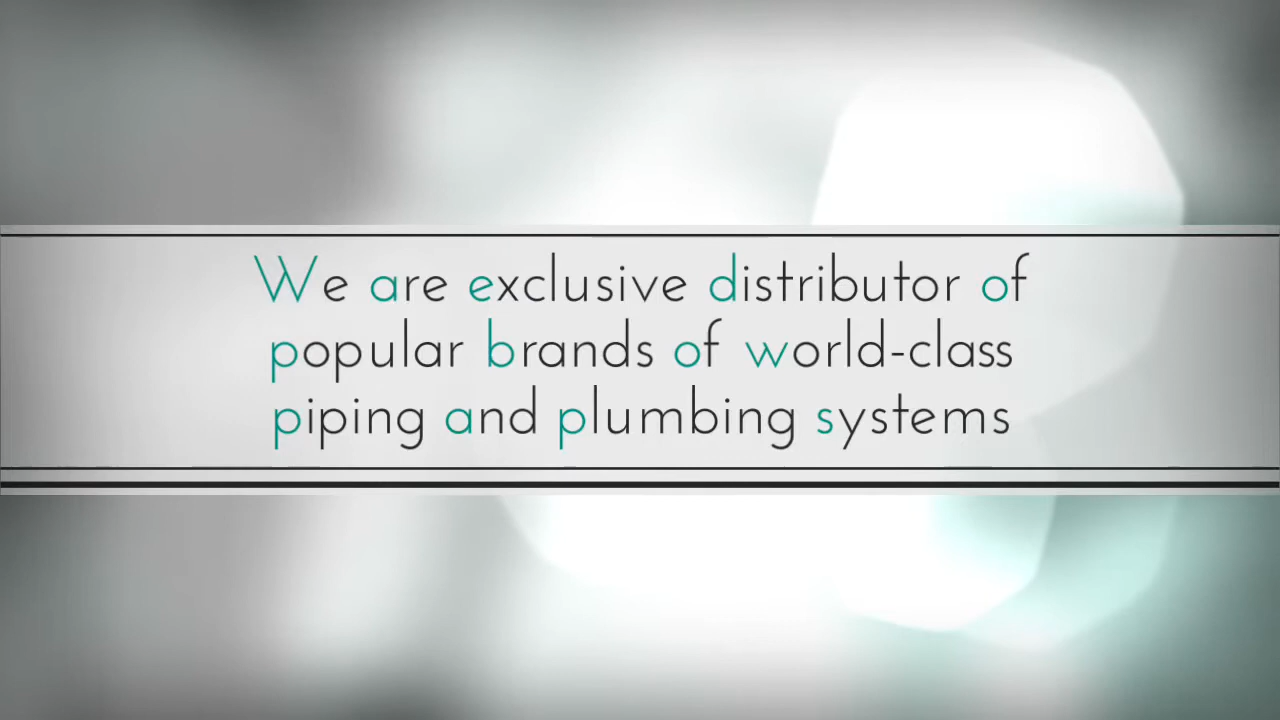 We are exclusive distributor of
popular brands of world-class
piping and plumbing systems